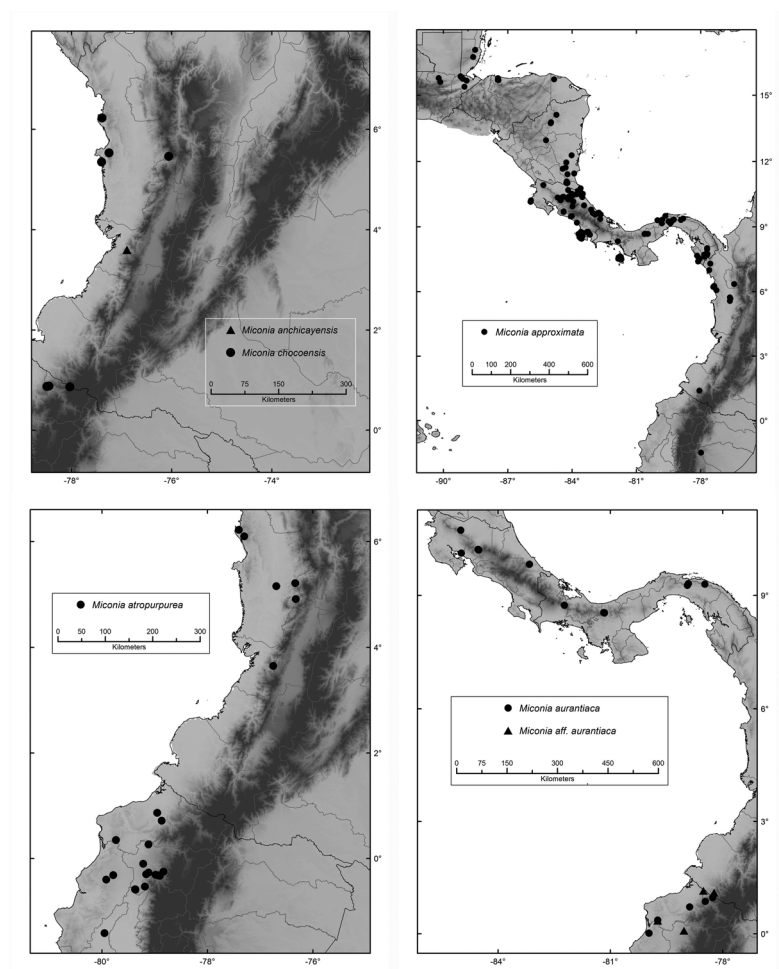 6°
4°
2°
0°
-78°
-76°
-74°
Miconia anchicayensis
Miconia chocoensis
0 75 150 300
Kilometers
15°
12°
9°
6°
3°
0°
-90°
-87°
-84°
-81°
-78°
Miconia approximata
0 100 200 400 600
Kilometers
6°
4°
2°
0°
-80°
-78°
-76°
Miconia atropurpurea
0 50 100 200 300
Kilometers
9°
6°
3°
0°
-84°
-81°
-78°
Miconia aurantiaca
Miconia aff. aurantiaca
0 75 150 300 450 600
Kilometers